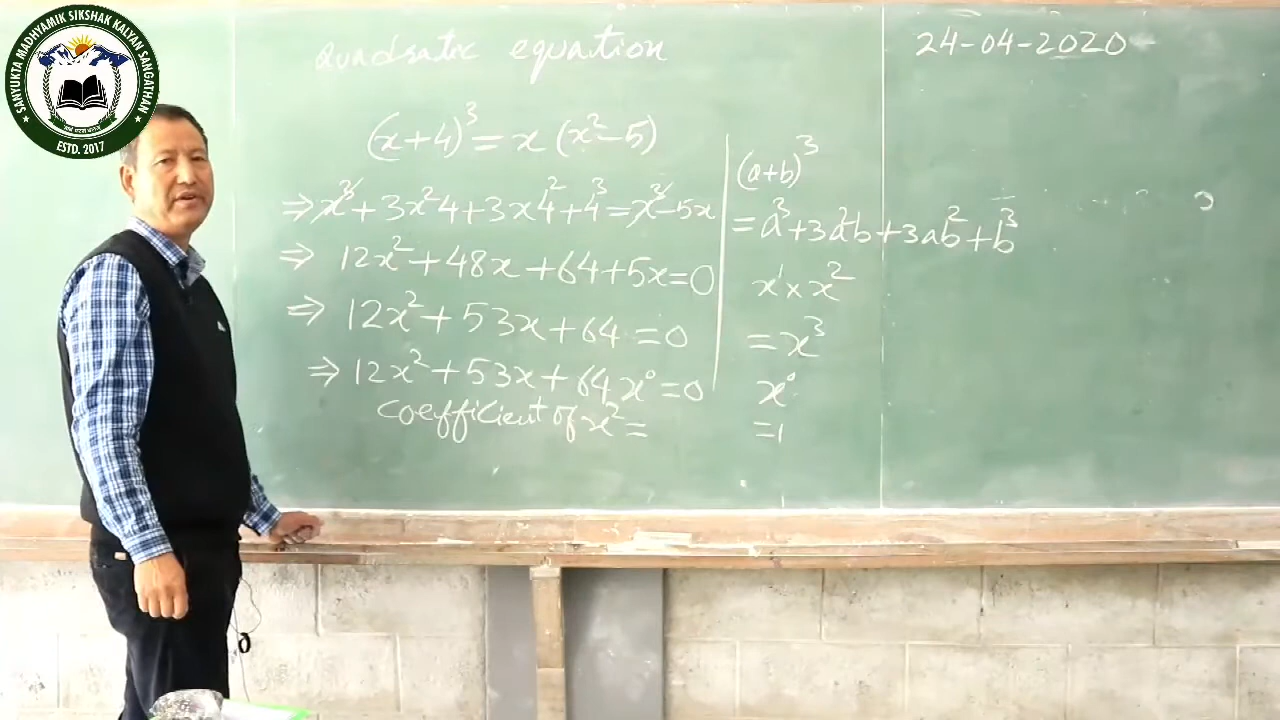 SANYUKTA MADHYAMIK SIKSHAK KALYAN SANGATHAN
ESTD. 2017
Quadratic equation
24-04-2020
(x+4)³ = x(x²-5)
⇒ x³ + 3x²4 + 3x4² + 4³ = x³ - 5x
⇒ 12x² + 48x + 64 + 5x = 0
⇒ 12x² + 53x + 64 = 0
⇒ 12x² + 53x + 64x⁰ = 0
coefficient of x² =
(a+b)³
= a³ + 3a²b + 3ab² + b³
x¹ × x²
= x³
x⁰
= 1